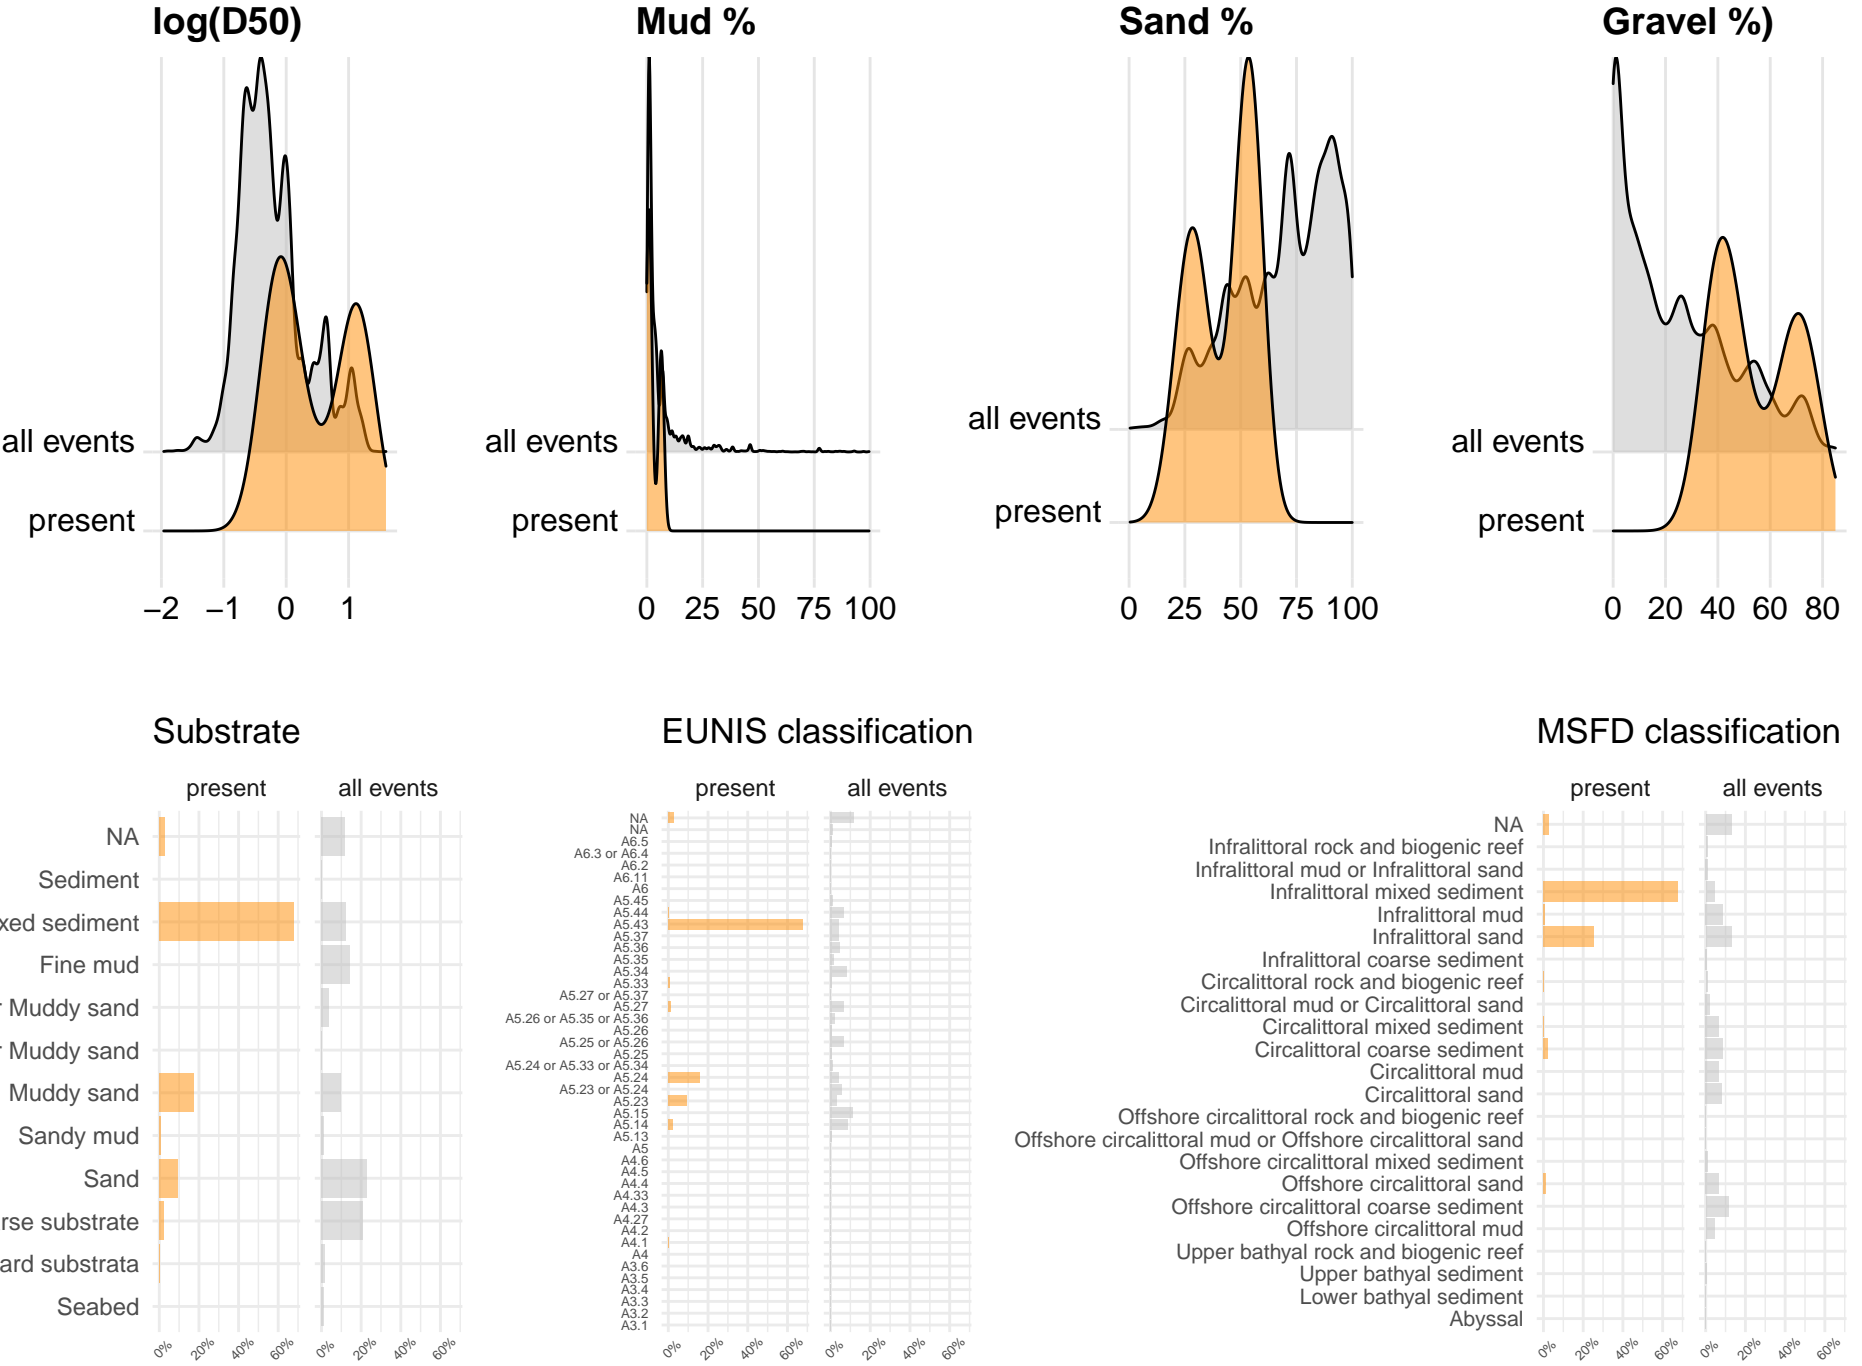 log(D50)
Mud %
Sand %
Gravel %)
all events
present
−2 −1 0 1
all events
present
0 25 50 75 100
all events
present
0 25 50 75 100
all events
present
0 20 40 60 80
Substrate
present all events
NA
Sediment
xed sediment
Fine mud
r Muddy sand
r Muddy sand
Muddy sand
Sandy mud
Sand
rse substrate
ard substrata
Seabed
0% 20% 40% 60% 0% 20% 40% 60%
EUNIS classification
present all events
NA
NA
A6.5
A6.3 or A6.4
A6.2
A6.11
A6
A5.45
A5.44
A5.43
A5.37
A5.36
A5.35
A5.34
A5.33
A5.27 or A5.37
A5.27
A5.26 or A5.35 or A5.36
A5.26
A5.25 or A5.26
A5.25
A5.24 or A5.33 or A5.34
A5.24
A5.23 or A5.24
A5.23
A5.15
A5.14
A5.13
A5
A4.6
A4.5
A4.4
A4.33
A4.3
A4.27
A4.2
A4.1
A4
A3.6
A3.5
A3.4
A3.3
A3.2
A3.1
0% 20% 40% 60% 0% 20% 40% 60%
MSFD classification
present all events
NA
Infralittoral rock and biogenic reef
Infralittoral mud or Infralittoral sand
Infralittoral mixed sediment
Infralittoral mud
Infralittoral sand
Infralittoral coarse sediment
Circalittoral rock and biogenic reef
Circalittoral mud or Circalittoral sand
Circalittoral mixed sediment
Circalittoral coarse sediment
Circalittoral mud
Circalittoral sand
Offshore circalittoral rock and biogenic reef
Offshore circalittoral mud or Offshore circalittoral sand
Offshore circalittoral mixed sediment
Offshore circalittoral sand
Offshore circalittoral coarse sediment
Offshore circalittoral mud
Upper bathyal rock and biogenic reef
Upper bathyal sediment
Lower bathyal sediment
Abyssal
0% 20% 40% 60% 0% 20% 40% 60%